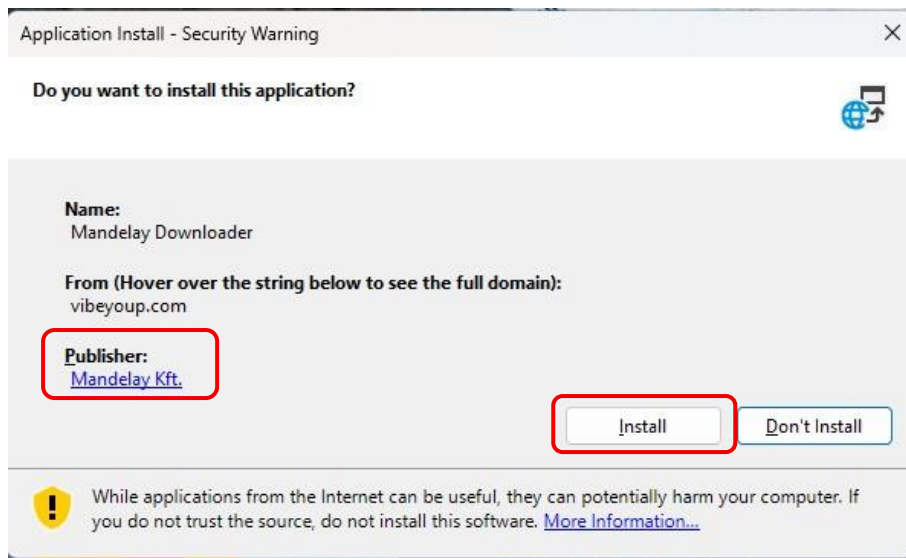 Application Install - Security Warning
Do you want to install this application?
Name:
Mandelay Downloader
From (Hover over the string below to see the full domain):
vibeyoup.com
Publisher:
Mandelay Kft.
Install
Don't Install
While applications from the Internet can be useful, they can potentially harm your computer. If
you do not trust the source, do not install this software. More Information...